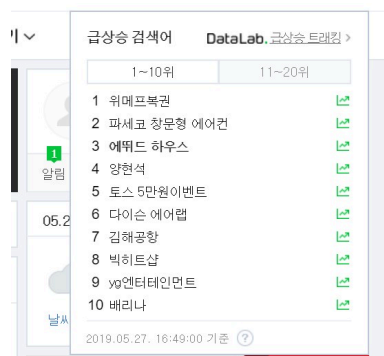 기
급상승 검색어 DataLab. 급상승 트래킹 >
1~10위 11~20위
1 위메프복권
2 파세코 창문형 에어컨
3 에뛰드 하우스
4 양현석
5 토스 5만원이벤트
6 다이슨 에어랩
7 김해공항
8 빅히트샵
9 yg엔터테인먼트
10 배리나
1
알림
05.2
날씨
2019.05.27. 16:49:00 기준 ?